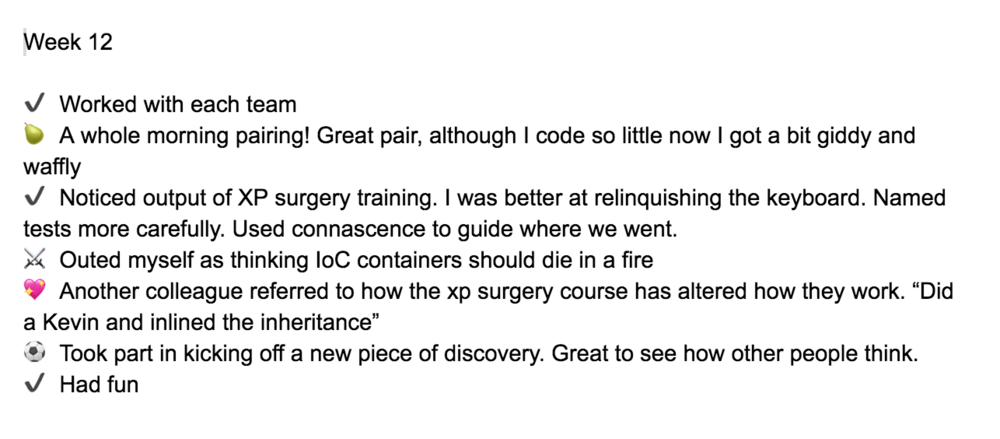 Week 12
✔ Worked with each team
🍐 A whole morning pairing! Great pair, although I code so little now I got a bit giddy and
waffly
✔ Noticed output of XP surgery training. I was better at relinquishing the keyboard. Named
tests more carefully. Used connascence to guide where we went.
⚔ Outed myself as thinking IoC containers should die in a fire
💖 Another colleague referred to how the xp surgery course has altered how they work. “Did
a Kevin and inlined the inheritance”
⚽ Took part in kicking off a new piece of discovery. Great to see how other people think.
✔ Had fun